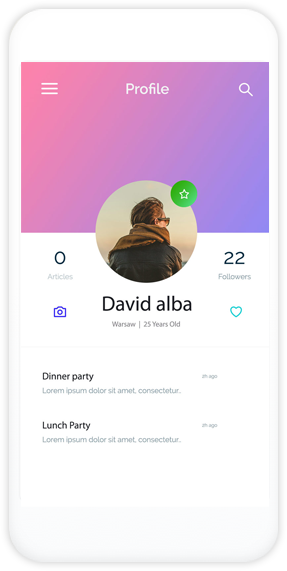 Profile
0
Articles
22
Followers
David alba
Warsaw | 25 Years Old
Dinner party
2h ago
Lorem ipsum dolor sit amet, consectetur..
Lunch Party
2h ago
Lorem ipsum dolor sit amet, consectetur..